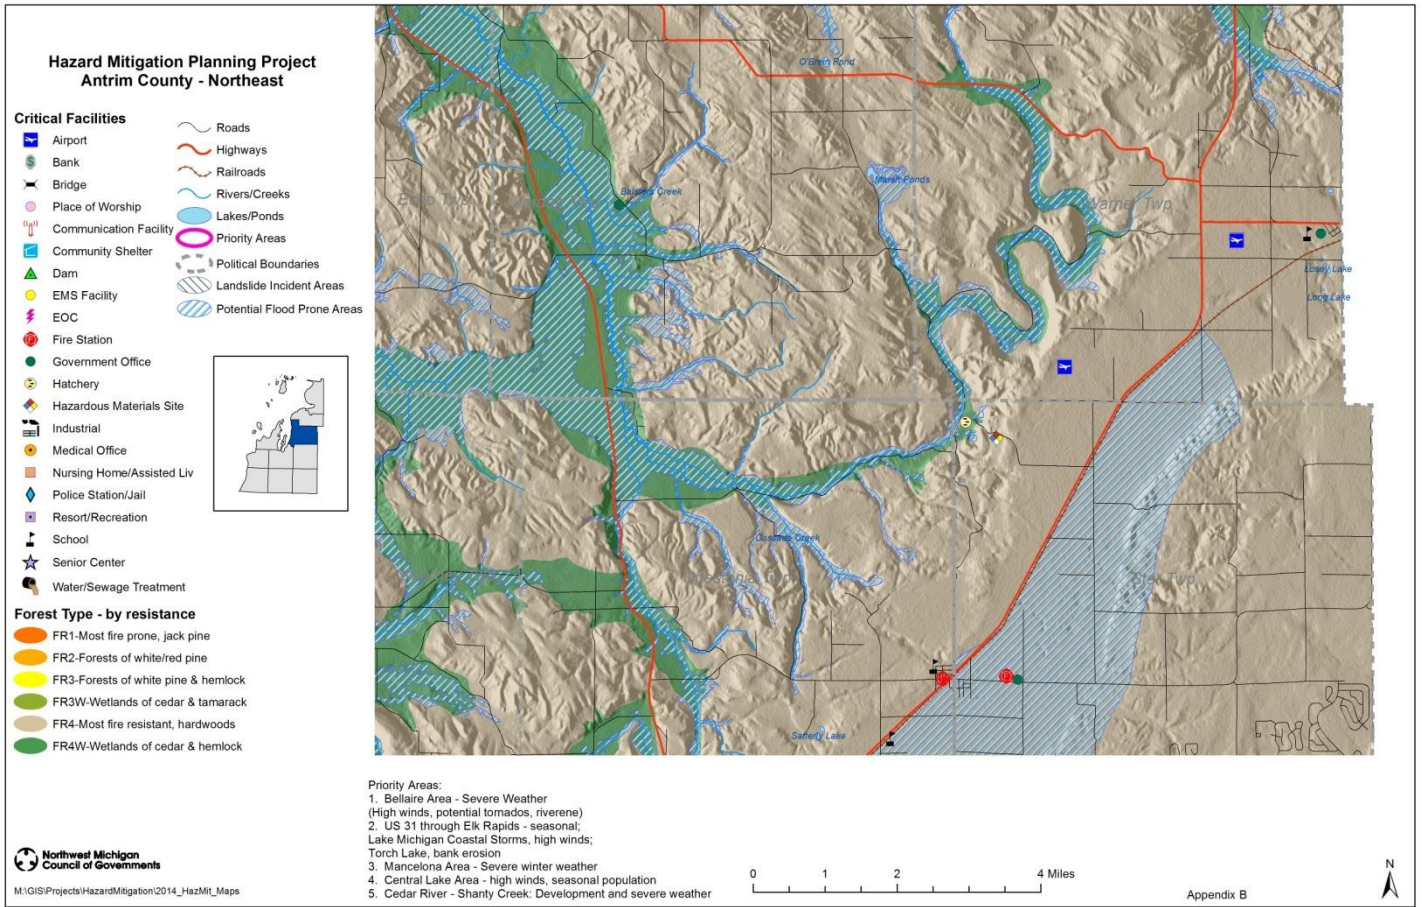 Hazard Mitigation Planning Project
Antrim County - Northeast
Critical Facilities
Airport
Bank
Bridge
Place of Worship
Communication Facility
Community Shelter
Dam
EMS Facility
EOC
Fire Station
Government Office
Hatchery
Hazardous Materials Site
Industrial
Medical Office
Nursing Home/Assisted Liv
Police Station/Jail
Resort/Recreation
School
Senior Center
Water/Sewage Treatment
Roads
Highways
Railroads
Rivers/Creeks
Lakes/Ponds
Priority Areas
Political Boundaries
Landslide Incident Areas
Potential Flood Prone Areas
Forest Type - by resistance
FR1-Most fire prone, jack pine
FR2-Forests of white/red pine
FR3-Forests of white pine & hemlock
FR3W-Wetlands of cedar & tamarack
FR4-Most fire resistant, hardwoods
FR4W-Wetlands of cedar & hemlock
Northwest Michigan
Council of Governments
M:\GIS\Projects\HazardMitigation\2014_HazMit_Maps
O'Brein Pond
Marsh Ponds
Echo Twp
Warner Twp
Losey Lake
Long Lake
Cascade Creek
Star Twp
Satterly Lake
Priority Areas:
1. Bellaire Area - Severe Weather
(High winds, potential tornados, riverene)
2. US 31 through Elk Rapids - seasonal;
Lake Michigan Coastal Storms, high winds;
Torch Lake, bank erosion
3. Mancelona Area - Severe winter weather
4. Central Lake Area - high winds, seasonal population
5. Cedar River - Shanty Creek: Development and severe weather
0 1 2 4 Miles
Appendix B
N